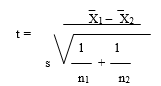 X̅₁ – X̅₂
t =
s √ 1/n₁ + 1/n₂